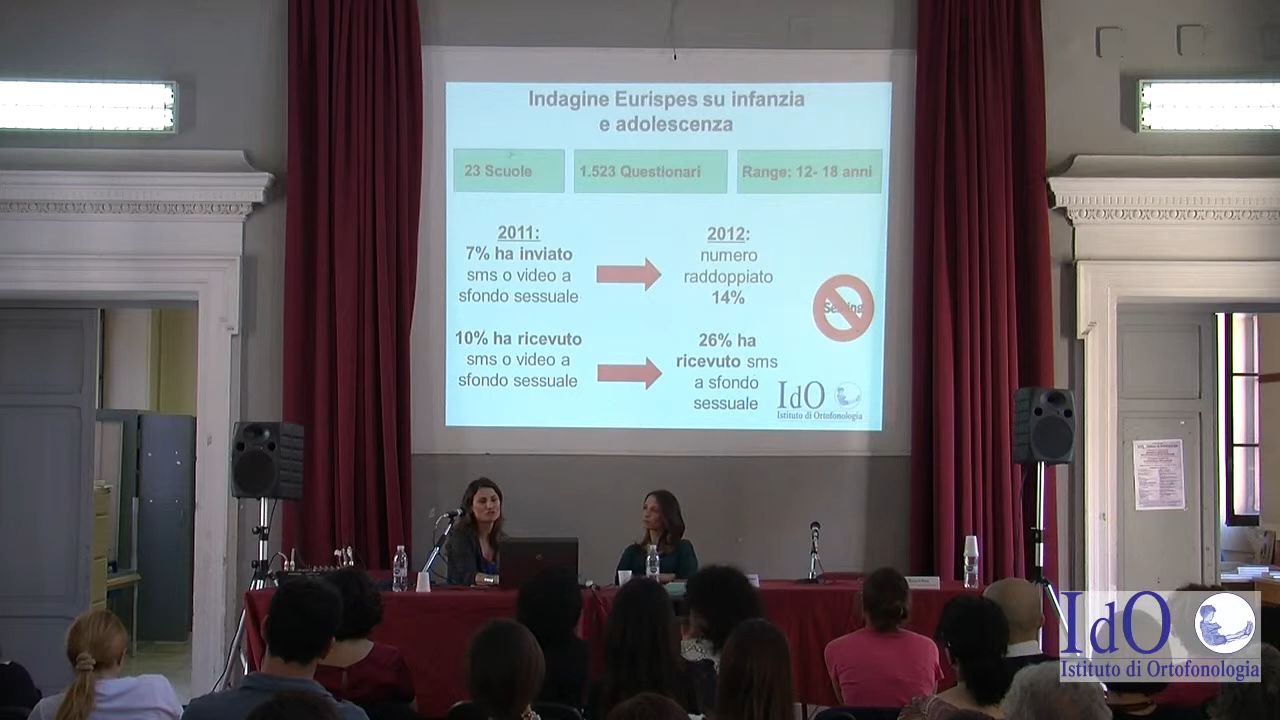 Indagine Eurispes su infanzia
e adolescenza
23 Scuole
1.523 Questionari
Range: 12- 18 anni
2011:
7% ha inviato
sms o video a
sfondo sessuale
2012:
numero
raddoppiato
14%
10% ha ricevuto
sms o video a
sfondo sessuale
26% ha
ricevuto sms
a sfondo
sessuale
IdO
Istituto di Ortofonologia
IdO
Istituto di Ortofonologia